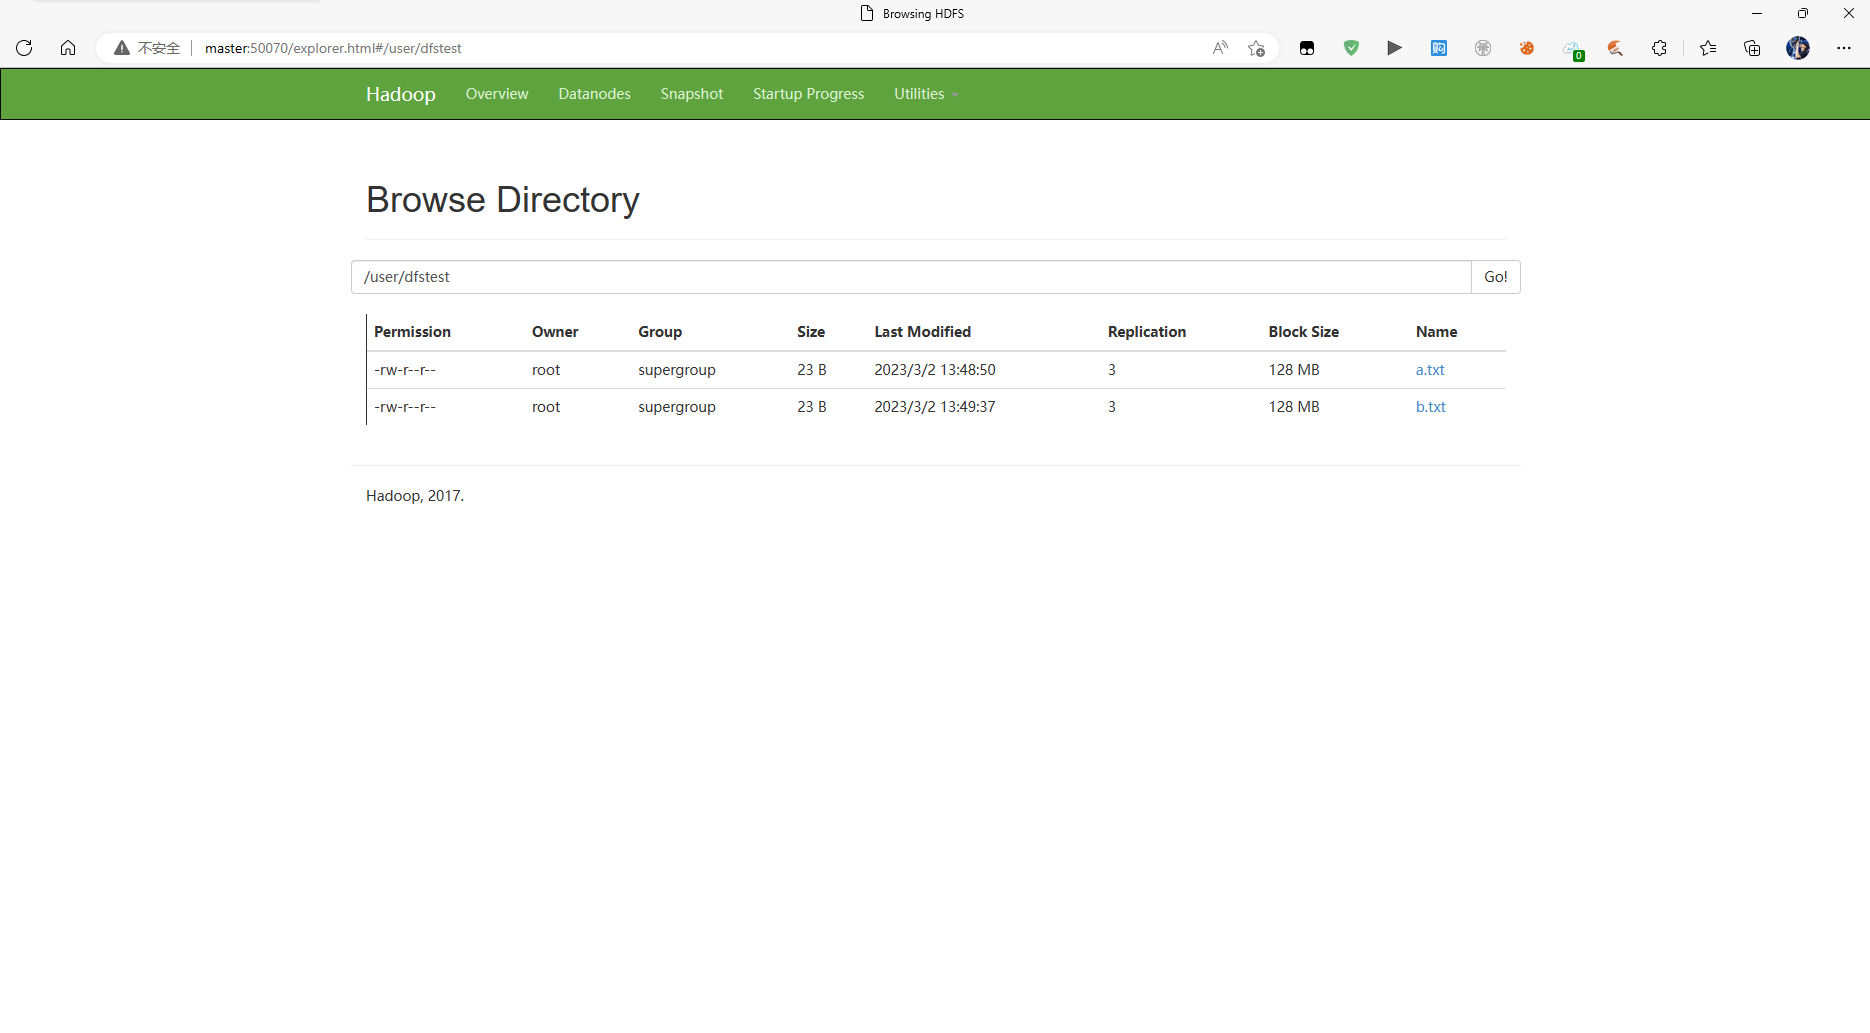 Browsing HDFS
不安全 master:50070/explorer.html#/user/dfstest
0
Hadoop Overview Datanodes Snapshot Startup Progress Utilities
Browse Directory
/user/dfstest Go!
Permission Owner Group Size Last Modified Replication Block Size Name
-rw-r--r-- root supergroup 23 B 2023/3/2 13:48:50 3 128 MB a.txt
-rw-r--r-- root supergroup 23 B 2023/3/2 13:49:37 3 128 MB b.txt
Hadoop, 2017.